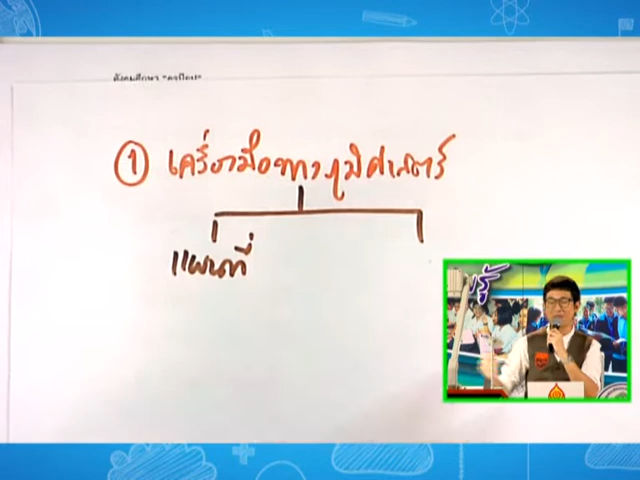 สังคมศึกษา "ครูป๊อป"
① เครื่องมือทางภูมิศาสตร์
แผนที่